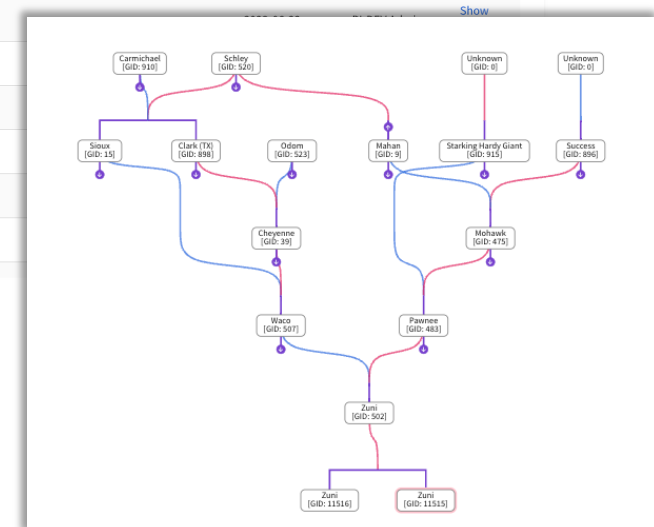 Show
Carmichael
[GID: 910]
Schley
[GID: 520]
Unknown
[GID: 0]
Unknown
[GID: 0]
Sioux
[GID: 15]
Clark (TX)
[GID: 898]
Odom
[GID: 523]
Mahan
[GID: 9]
Starking Hardy Giant
[GID: 915]
Success
[GID: 896]
Cheyenne
[GID: 39]
Mohawk
[GID: 475]
Waco
[GID: 507]
Pawnee
[GID: 483]
Zuni
[GID: 502]
Zuni
[GID: 11516]
Zuni
[GID: 11515]